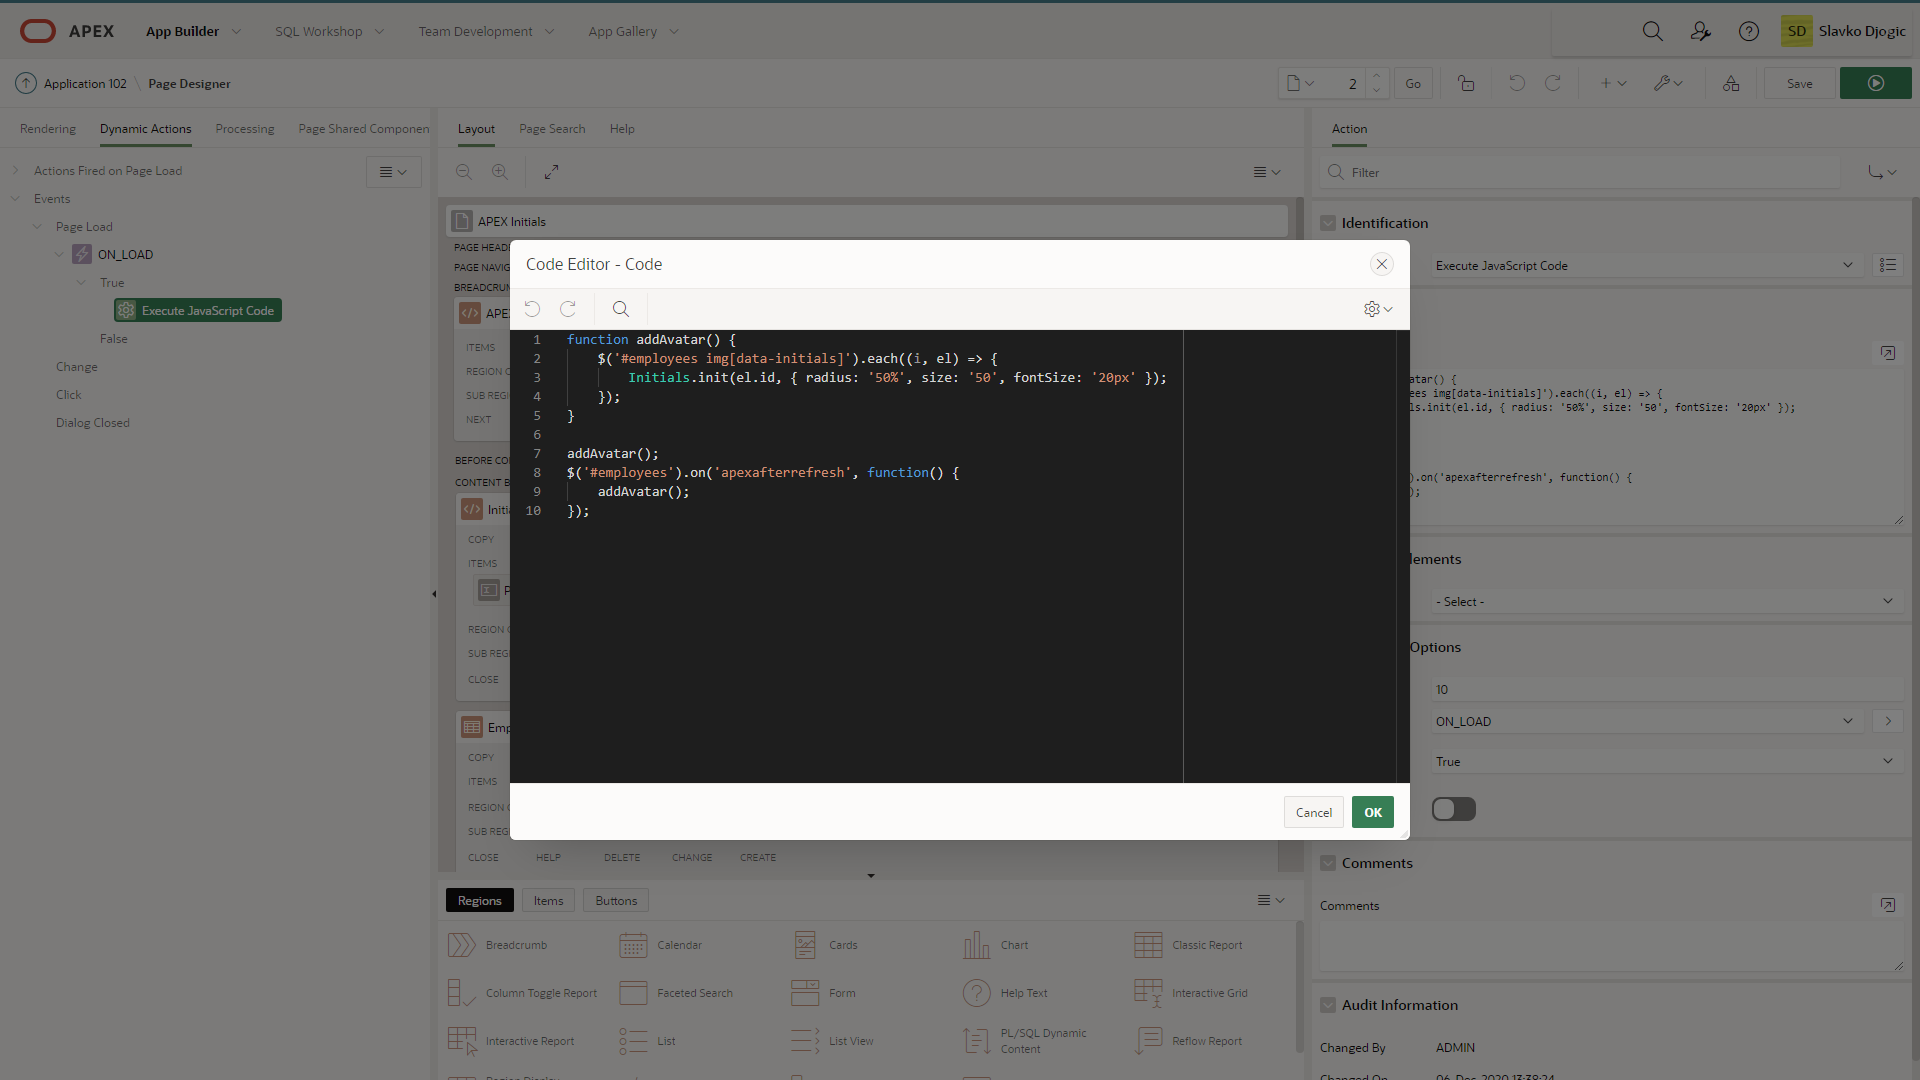 APEX
App Builder
SQL Workshop
Team Development
App Gallery
SD
Slavko Djogic
Application 102 \ Page Designer
2
Go
Save
Rendering
Dynamic Actions
Processing
Page Shared Componen
Layout
Page Search
Help
Action
Actions Fired on Page Load
Events
Page Load
ON_LOAD
True
Execute JavaScript Code
False
Change
Click
Dialog Closed
Filter
APEX Initials
PAGE HEADE
PAGE NAVIG
BREADCRUM
APE
ITEMS
REGION
SUB REGI
NEXT
BEFORE CO
CONTENT B
Initi
COPY
ITEMS
P
REGION
SUB REGI
CLOSE
Emp
COPY
ITEMS
REGION
SUB REG
CLOSE
HELP
DELETE
CHANGE
CREATE
Code Editor - Code
1 function addAvatar() {
2 $('#employees img[data-initials]').each((i, el) => {
3 Initials.init(el.id, { radius: '50%', size: '50', fontSize: '20px' });
4 });
5 }
6
7 addAvatar();
8 $('#employees').on('apexafterrefresh', function() {
9 addAvatar();
10 });
Cancel
OK
Identification
Execute JavaScript Code
atar() {
ees img[data-initials]').each((i, el) => {
ls.init(el.id, { radius: '50%', size: '50', fontSize: '20px' });
).on('apexafterrefresh', function() {
);
lements
- Select -
Options
10
ON_LOAD
True
Comments
Comments
Audit Information
Changed By
ADMIN
Changed On
06-Dec-2020 13:38:24
Regions
Items
Buttons
Breadcrumb
Calendar
Cards
Chart
Classic Report
Column Toggle Report
Faceted Search
Form
Help Text
Interactive Grid
Interactive Report
List
List View
PL/SQL Dynamic
Content
Reflow Report
Region Display